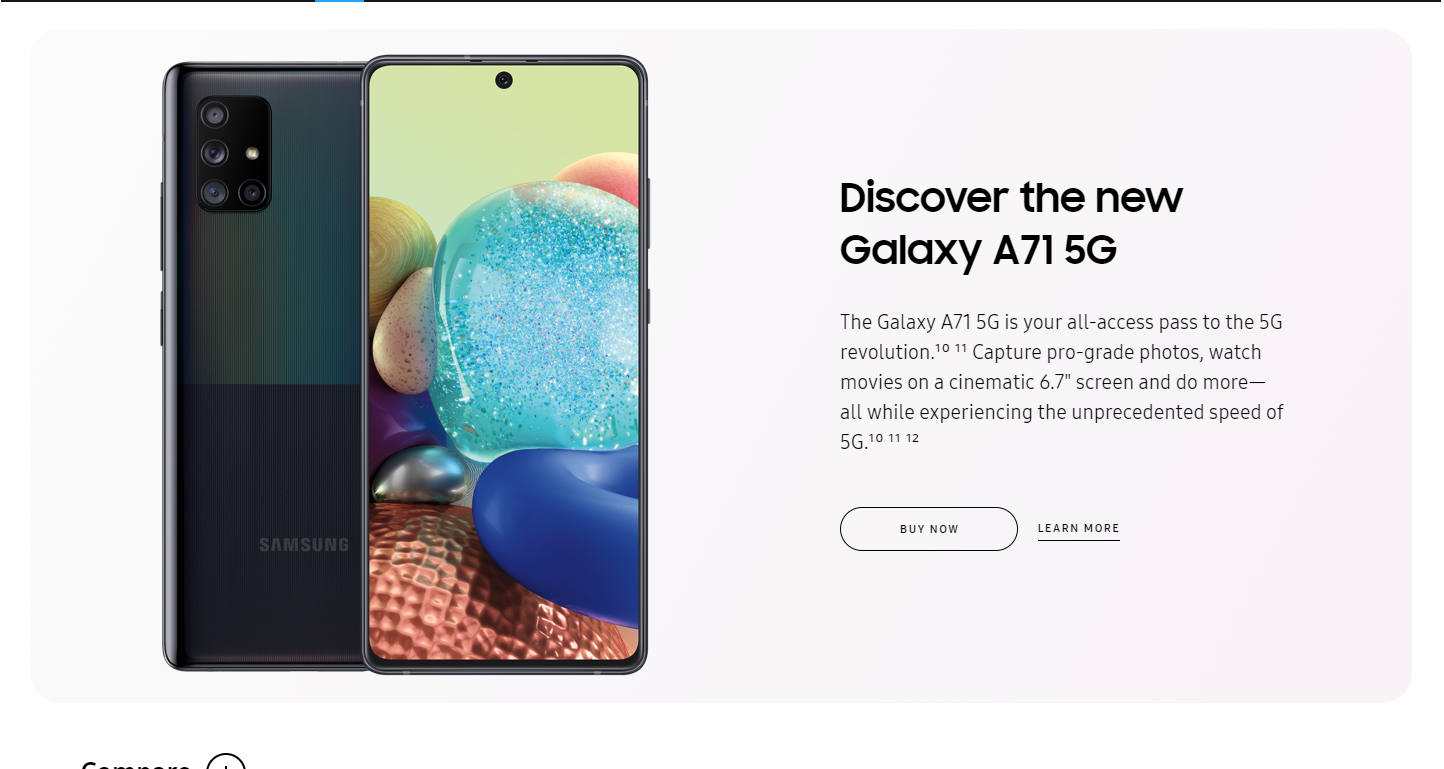 SAMSUNG
Discover the new
Galaxy A71 5G
The Galaxy A71 5G is your all-access pass to the 5G
revolution.¹⁰ ¹¹ Capture pro-grade photos, watch
movies on a cinematic 6.7" screen and do more—
all while experiencing the unprecedented speed of
5G.¹⁰ ¹¹ ¹²
BUY NOW LEARN MORE
Compare